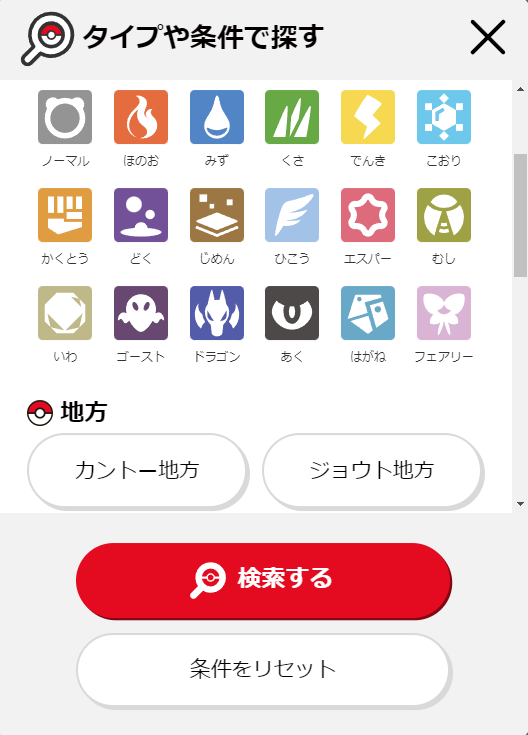 タイプや条件で探す
ノーマル ほのお みず くさ でんき こおり
かくとう どく じめん ひこう エスパー むし
いわ ゴースト ドラゴン あく はがね フェアリー
地方
カントー地方 ジョウト地方
検索する
条件をリセット